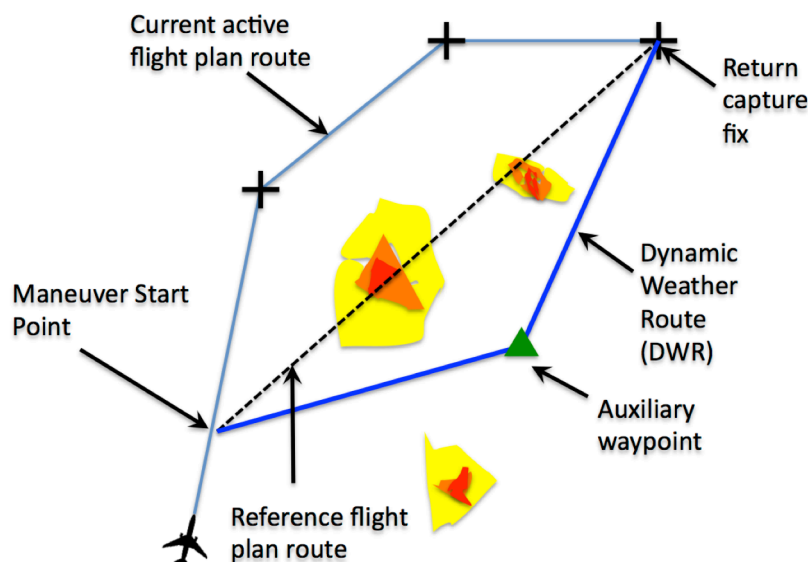 Current active
flight plan route
Return
capture
fix
Dynamic
Weather
Route
(DWR)
Maneuver Start
Point
Auxiliary
waypoint
Reference flight
plan route